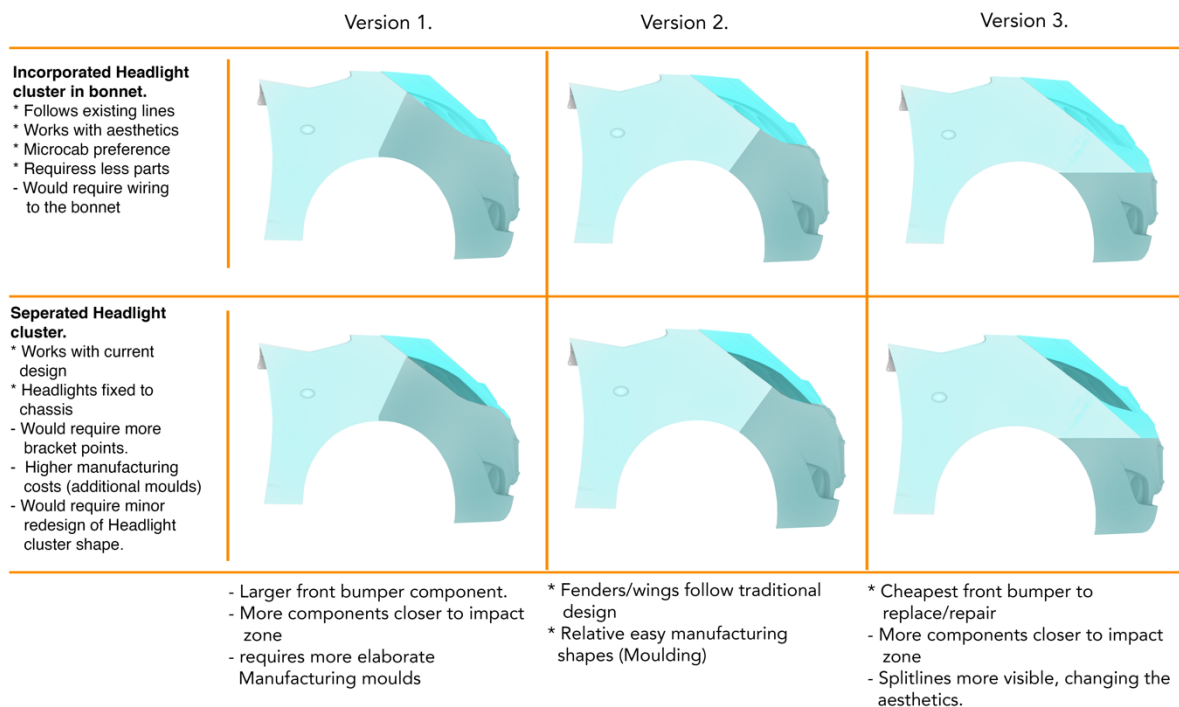 Version 1.
Version 2.
Version 3.
Incorporated Headlight
cluster in bonnet.
* Follows existing lines
* Works with aesthetics
* Microcab preference
* Requiress less parts
- Would require wiring
to the bonnet
Seperated Headlight
cluster.
* Works with current
design
* Headlights fixed to
chassis
- Would require more
bracket points.
- Higher manufacturing
costs (additional moulds)
- Would require minor
redesign of Headlight
cluster shape.
- Larger front bumper component.
- More components closer to impact
zone
- requires more elaborate
Manufacturing moulds
* Fenders/wings follow traditional
design
* Relative easy manufacturing
shapes (Moulding)
* Cheapest front bumper to
replace/repair
- More components closer to impact
zone
- Splitlines more visible, changing the
aesthetics.